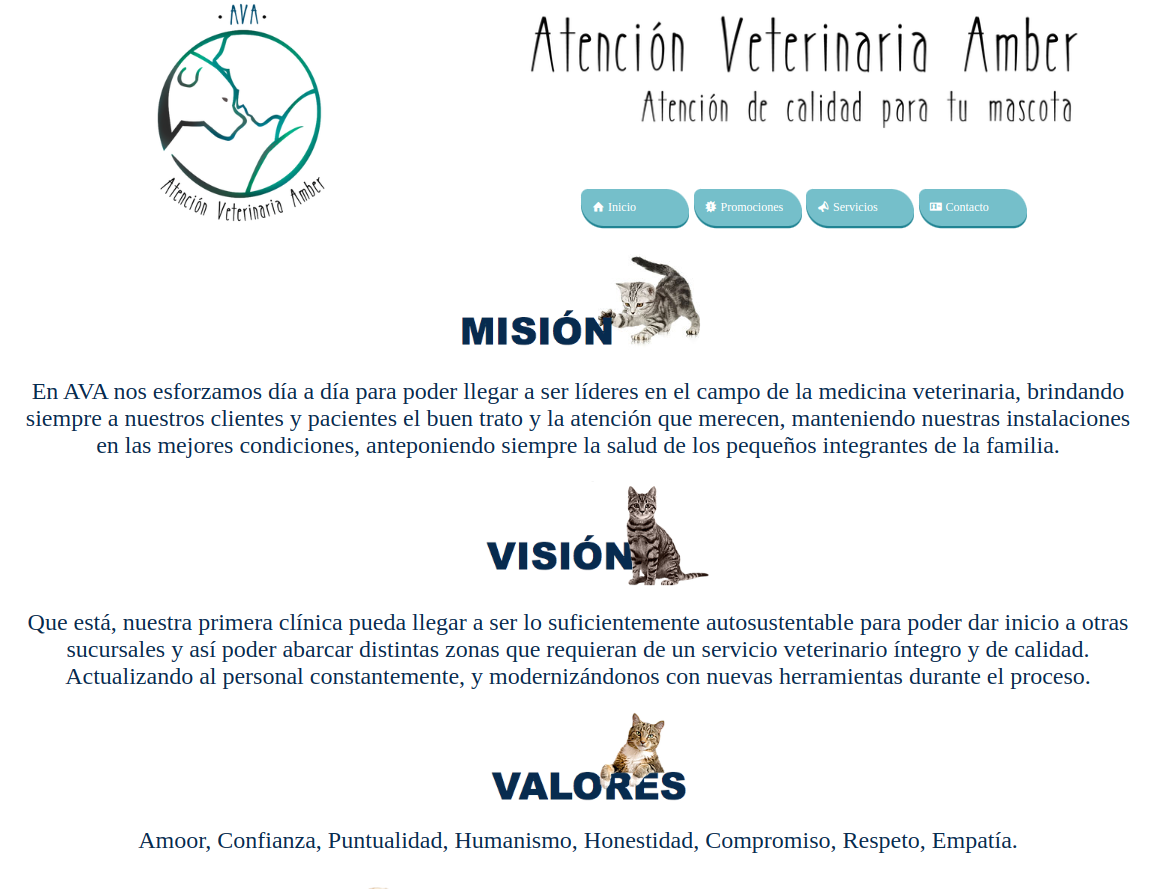 · AVA ·
Atención Veterinaria Amber
Atención Veterinaria Amber
Atención de calidad para tu mascota
Inicio
Promociones
Servicios
Contacto
MISIÓN
En AVA nos esforzamos día a día para poder llegar a ser líderes en el campo de la medicina veterinaria, brindando
siempre a nuestros clientes y pacientes el buen trato y la atención que merecen, manteniendo nuestras instalaciones
en las mejores condiciones, anteponiendo siempre la salud de los pequeños integrantes de la familia.
VISIÓN
Que está, nuestra primera clínica pueda llegar a ser lo suficientemente autosustentable para poder dar inicio a otras
sucursales y así poder abarcar distintas zonas que requieran de un servicio veterinario íntegro y de calidad.
Actualizando al personal constantemente, y modernizándonos con nuevas herramientas durante el proceso.
VALORES
Amoor, Confianza, Puntualidad, Humanismo, Honestidad, Compromiso, Respeto, Empatía.